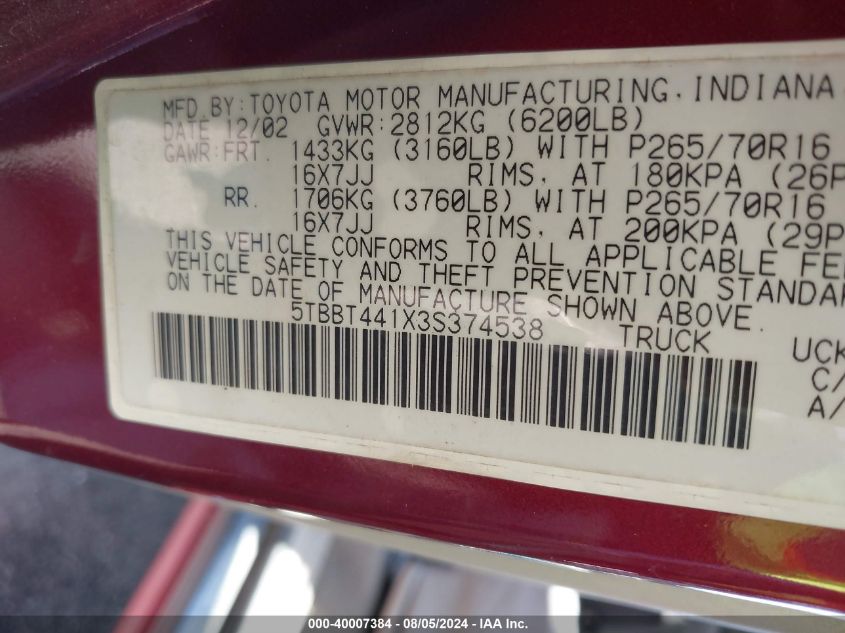 MFD BY: TOYOTA MOTOR MANUFACTURING, INDIANA
DATE 12/02 GVWR: 2812KG (6200LB)
GAWR: FRT. 1433KG (3160LB) WITH P265/70R16
16X7JJ RIMS, AT 180KPA (26P
RR. 1706KG (3760LB) WITH P265/70R16
16X7JJ RIMS, AT 200KPA (29P
THIS VEHICLE CONFORMS TO ALL APPLICABLE FE
VEHICLE SAFETY AND THEFT PREVENTION STANDA
ON THE DATE OF MANUFACTURE SHOWN ABOVE.
5TBBT441X3S374538 TRUCK UCK
C/
A/
000-40007384 - 08/05/2024 - IAA Inc.